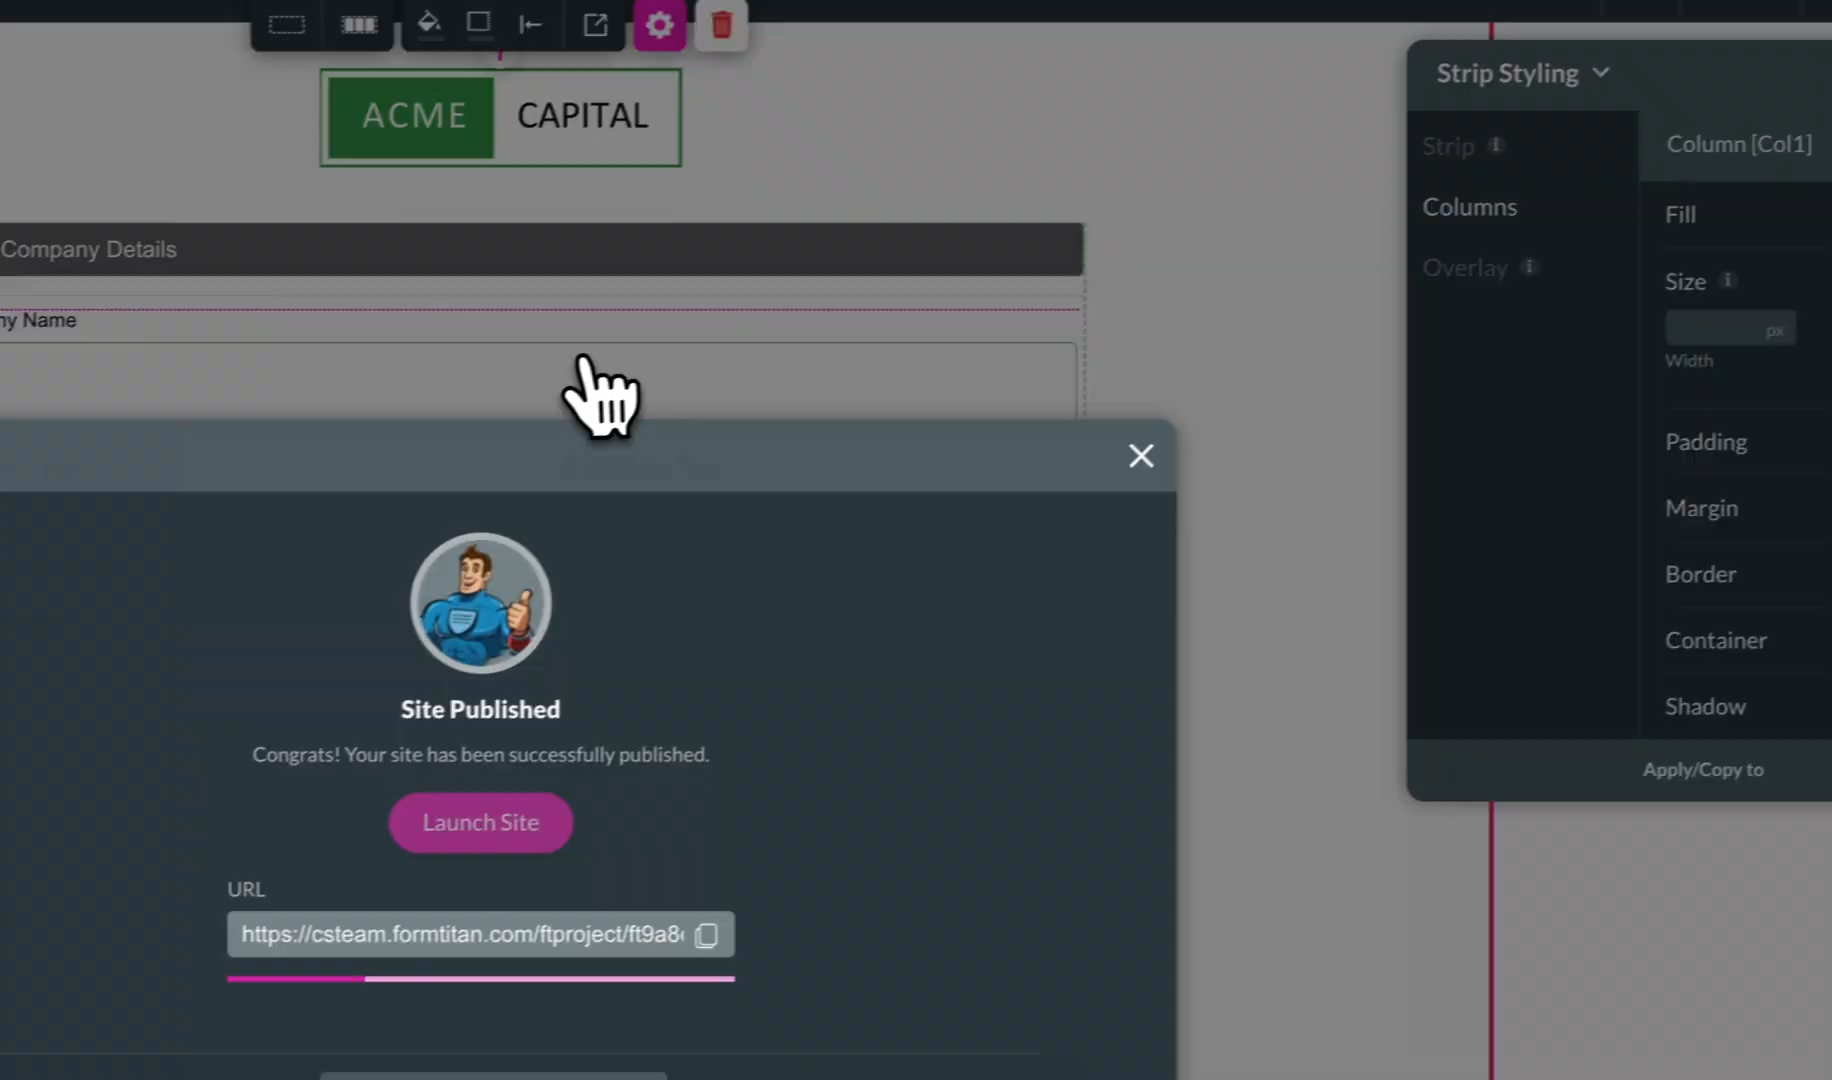 ACME CAPITAL
Strip Styling
Strip
Columns
Overlay
Column [Col1]
Fill
Size
px
Width
Padding
Margin
Border
Container
Shadow
Apply/Copy to
Company Details
ny Name
Site Published
Congrats! Your site has been successfully published.
Launch Site
URL
https://csteam.formtitan.com/ftproject/ft9a8